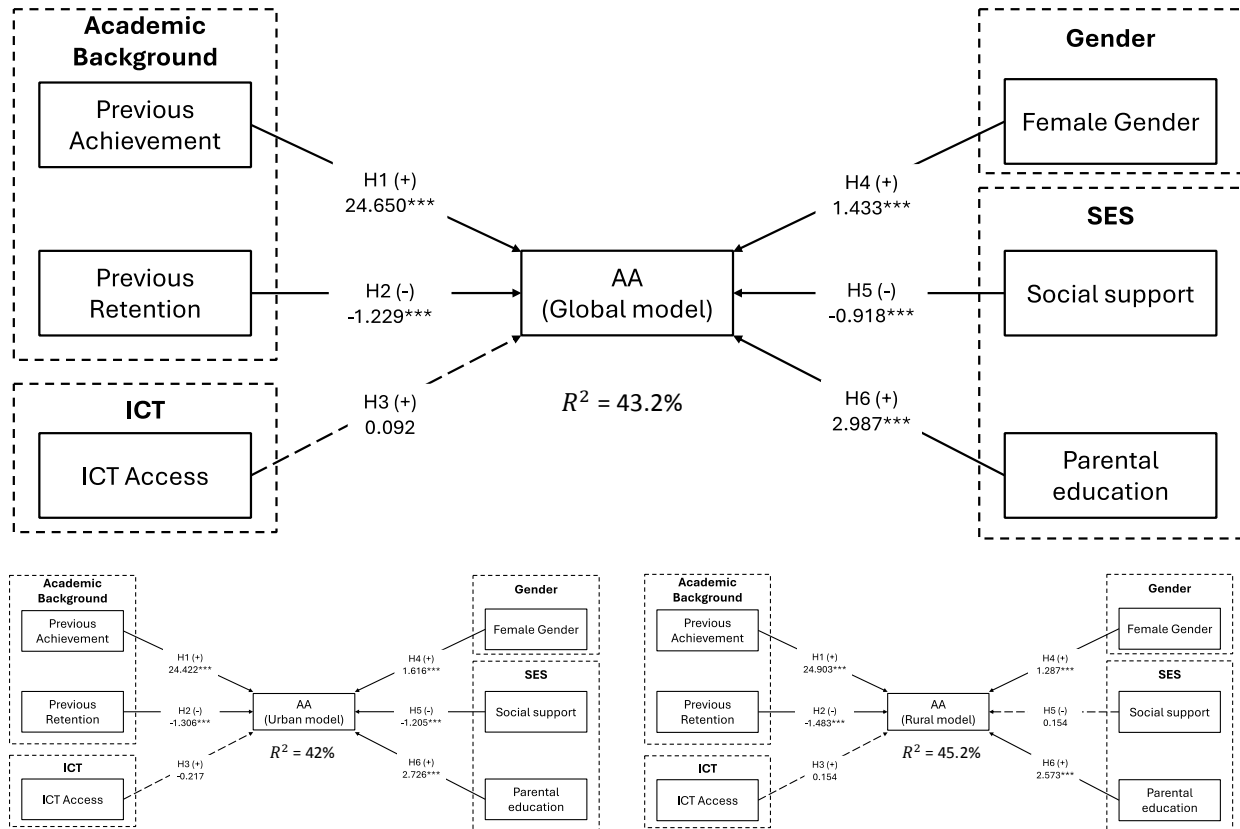 Academic
Background
Previous
Achievement
Previous
Retention
ICT
ICT Access
H1 (+)
24.650***
H2 (-)
-1.229***
H3 (+)
0.092
AA
(Global model)
R² = 43.2%
H4 (+)
1.433***
H5 (-)
-0.918***
H6 (+)
2.987***
Gender
Female Gender
SES
Social support
Parental
education
Academic
Background
Previous
Achievement
Previous
Retention
ICT
ICT Access
H1 (+)
24.422***
H2 (-)
-1.306***
H3 (+)
-0.217
AA
(Urban model)
R² = 42%
H4 (+)
1.616***
H5 (-)
-1.205***
H6 (+)
2.726***
Gender
Female Gender
SES
Social support
Parental
education
Academic
Background
Previous
Achievement
Previous
Retention
ICT
ICT Access
H1 (+)
24.903***
H2 (-)
-1.483***
H3 (+)
0.154
AA
(Rural model)
R² = 45.2%
H4 (+)
1.287***
H5 (-)
0.154
H6 (+)
2.573***
Gender
Female Gender
SES
Social support
Parental
education